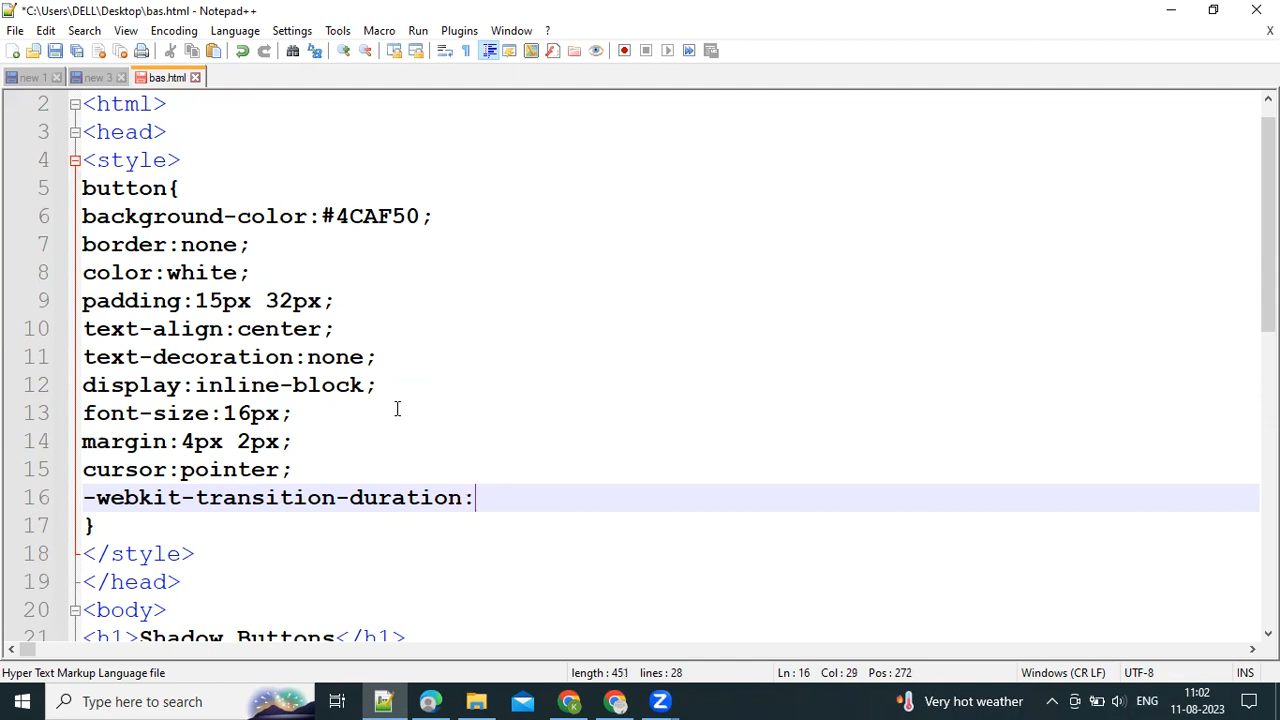 *C:\Users\DELL\Desktop\bas.html - Notepad++
File Edit Search View Encoding Language Settings Tools Macro Run Plugins Window ? X
new 1 new 3 bas.html
2 <html>
3 <head>
4 <style>
5 button{
6 background-color:#4CAF50;
7 border:none;
8 color:white;
9 padding:15px 32px;
10 text-align:center;
11 text-decoration:none;
12 display:inline-block;
13 font-size:16px;
14 margin:4px 2px;
15 cursor:pointer;
16 -webkit-transition-duration:
17 }
18 </style>
19 </head>
20 <body>
21 <h1>Shadow Buttons</h1>
Hyper Text Markup Language file length : 451 lines : 28 Ln : 16 Col : 29 Pos : 272 Windows (CR LF) UTF-8 INS
Type here to search Very hot weather ENG 11:02 11-08-2023